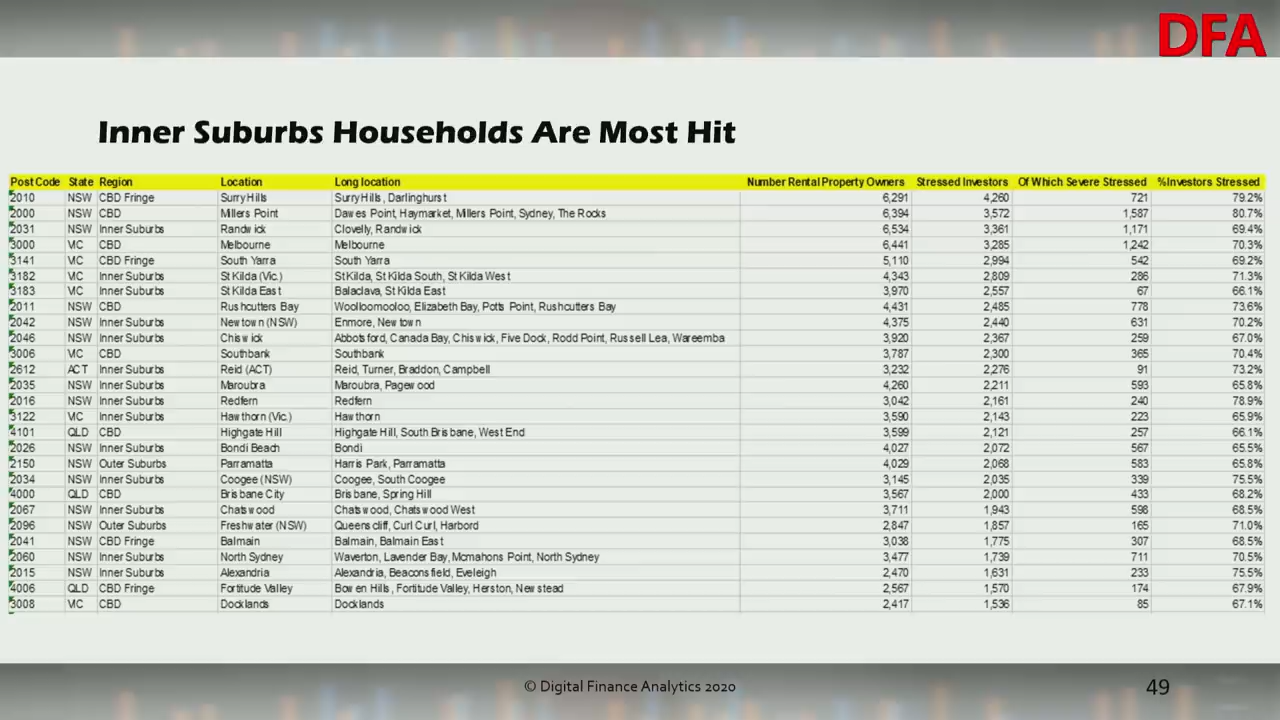 DFA
Inner Suburbs Households Are Most Hit
Post Code State Region Location Long location Number Rental Property Owners Stressed Investors Of Which Severe Stressed %Investors Stressed
2010 NSW CBD Fringe Surry Hills Surry Hills, Darlinghurst 6,291 4,260 721 79.2%
2000 NSW CBD Millers Point Dawes Point, Haymarket, Millers Point, Sydney, The Rocks 6,394 3,572 1,587 80.7%
2031 NSW Inner Suburbs Randwick Clovelly, Randwick 6,534 3,361 1,171 69.4%
3000 VIC CBD Melbourne Melbourne 6,441 3,285 1,242 70.3%
3141 VIC CBD Fringe South Yarra South Yarra 5,110 2,994 542 69.2%
3182 VIC Inner Suburbs St Kilda (Vic.) St Kilda, St Kilda South, St Kilda West 4,343 2,809 286 71.3%
3183 VIC Inner Suburbs St Kilda East Balaclava, St Kilda East 3,970 2,557 67 66.1%
2011 NSW CBD Rushcutters Bay Woolloomooloo, Elizabeth Bay, Potts Point, Rushcutters Bay 4,431 2,485 778 73.6%
2042 NSW Inner Suburbs Newtown (NSW) Enmore, Newtown 4,375 2,440 631 70.2%
2046 NSW Inner Suburbs Chiswick Abbotsford, Canada Bay, Chiswick, Five Dock, Rodd Point, Russell Lea, Wareemba 3,920 2,367 259 67.0%
3006 VIC CBD Southbank Southbank 3,787 2,300 365 70.4%
2612 ACT Inner Suburbs Reid (ACT) Reid, Turner, Braddon, Campbell 3,232 2,276 91 73.2%
2035 NSW Inner Suburbs Maroubra Maroubra, Pagewood 4,260 2,211 593 65.8%
2016 NSW Inner Suburbs Redfern Redfern 3,042 2,161 240 78.9%
3122 VIC Inner Suburbs Hawthorn (Vic.) Hawthorn 3,590 2,143 223 65.9%
4101 QLD CBD Highgate Hill Highgate Hill, South Brisbane, West End 3,599 2,121 257 66.1%
2026 NSW Inner Suburbs Bondi Beach Bondi 4,027 2,072 567 65.5%
2150 NSW Outer Suburbs Parramatta Harris Park, Parramatta 4,029 2,068 583 65.8%
2034 NSW Inner Suburbs Coogee (NSW) Coogee, South Coogee 3,145 2,035 339 75.5%
4000 QLD CBD Brisbane City Brisbane, Spring Hill 3,567 2,000 433 68.2%
2067 NSW Inner Suburbs Chatswood Chatswood, Chatswood West 3,711 1,943 598 68.5%
2096 NSW Outer Suburbs Freshwater (NSW) Queenscliff, Curl Curl, Harbord 2,847 1,857 165 71.0%
2041 NSW CBD Fringe Balmain Balmain, Balmain East 3,038 1,775 307 68.5%
2060 NSW Inner Suburbs North Sydney Waverton, Lavender Bay, Mcmahons Point, North Sydney 3,477 1,739 711 70.5%
2015 NSW Inner Suburbs Alexandria Alexandria, Beaconsfield, Eveleigh 2,470 1,631 233 75.5%
4006 QLD CBD Fringe Fortitude Valley Bowen Hills, Fortitude Valley, Herston, Newstead 2,567 1,570 174 67.9%
3008 VIC CBD Docklands Docklands 2,417 1,536 85 67.1%
© Digital Finance Analytics 2020
49